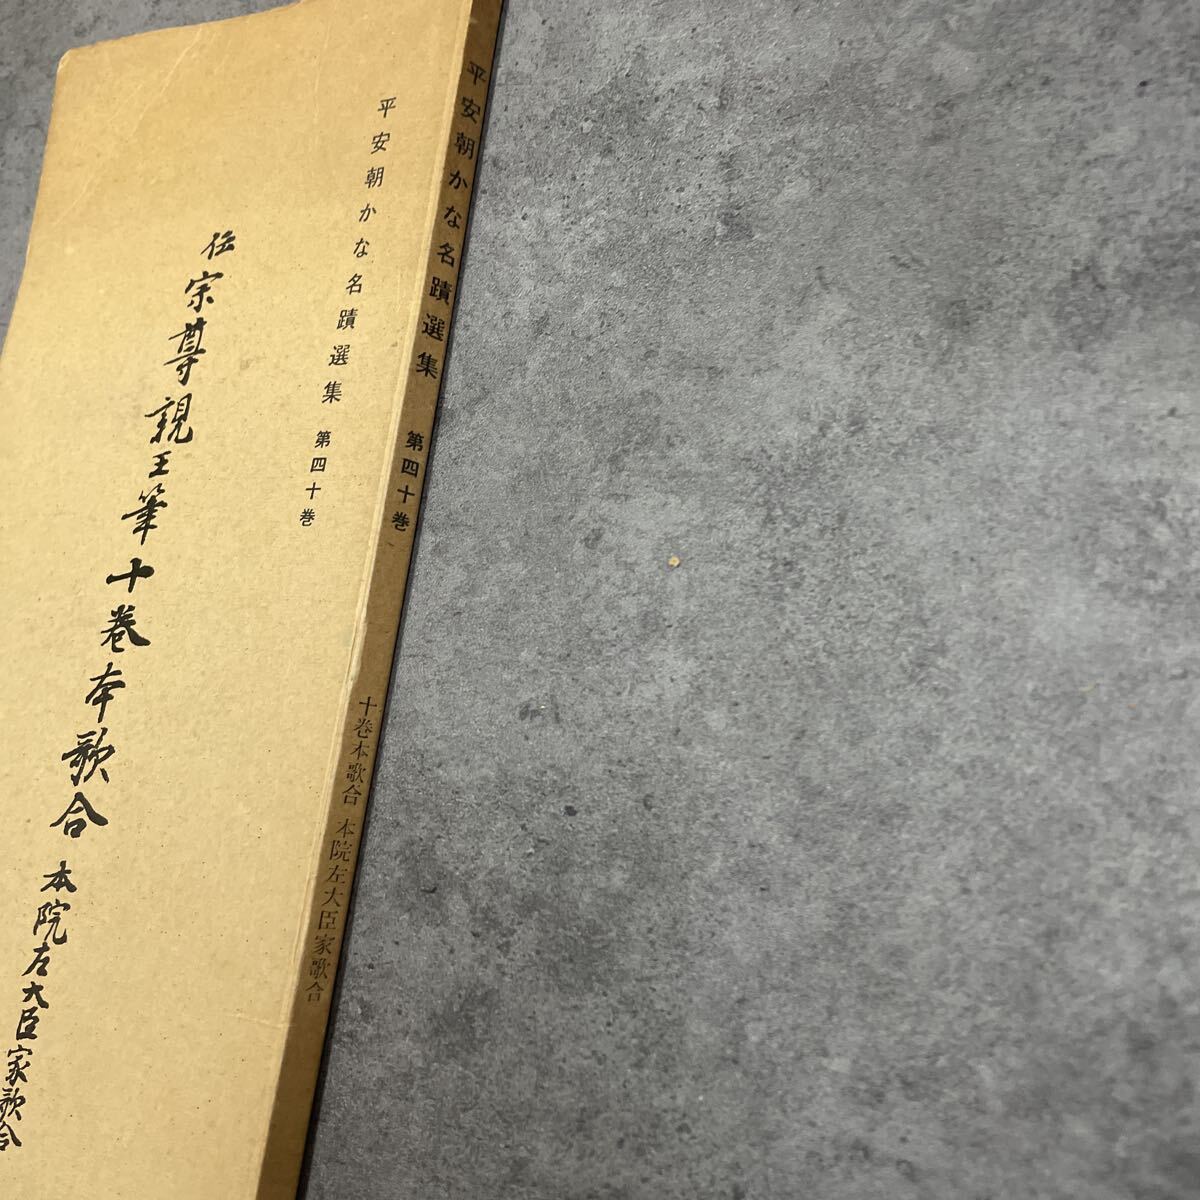 平安朝かな名蹟選集 第四十巻
十巻本歌合 本院左大臣家歌合
平安朝かな名蹟選集 第四十巻
伝 宗尊親王筆十巻本歌合 本院左大臣家歌合